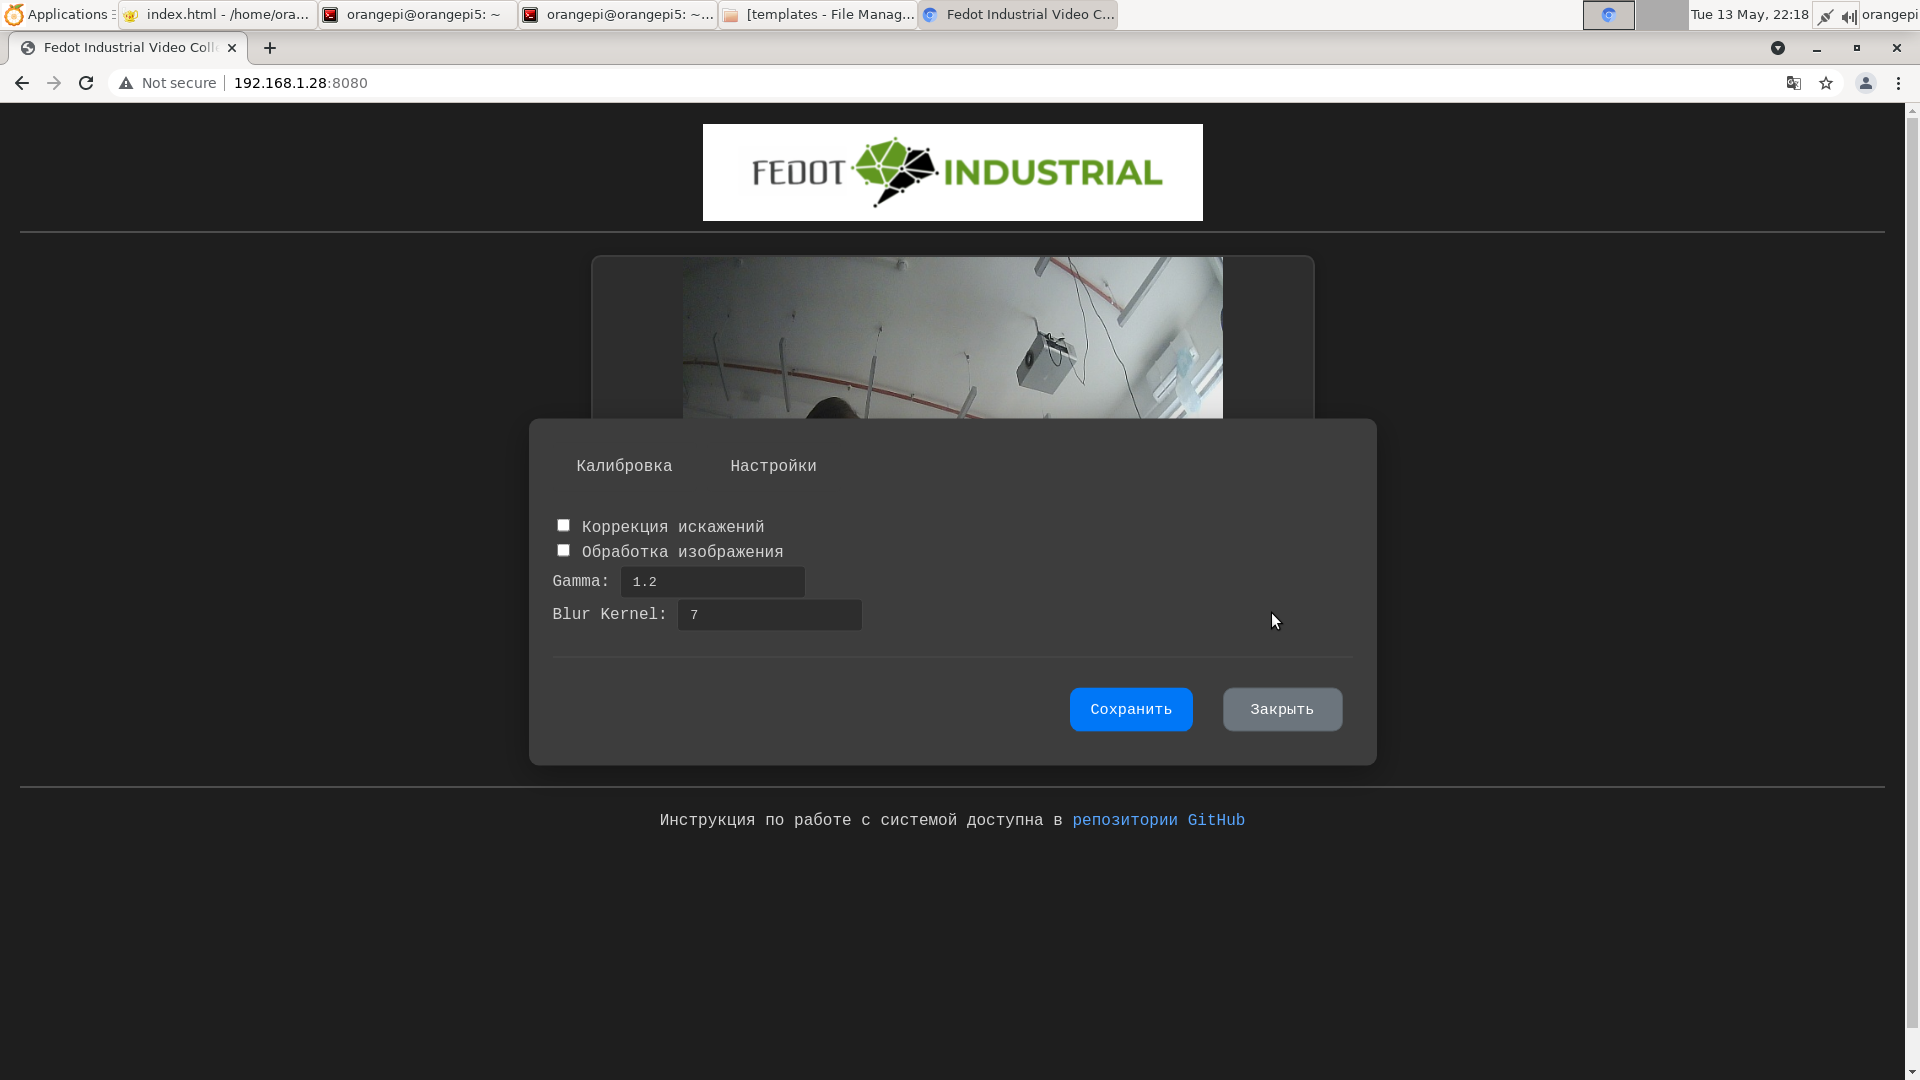 Applications
index.html - /home/ora...
orangepi@orangepi5: ~
orangepi@orangepi5: ~...
[templates - File Manag...
Fedot Industrial Video C...
Tue 13 May, 22:18
orangepi
Fedot Industrial Video Coll
Not secure
192.168.1.28:8080
FEDOT INDUSTRIAL
Калибровка
Настройки
Коррекция искажений
Обработка изображения
Gamma: 1.2
Blur Kernel: 7
Сохранить
Закрыть
Инструкция по работе с системой доступна в репозитории GitHub